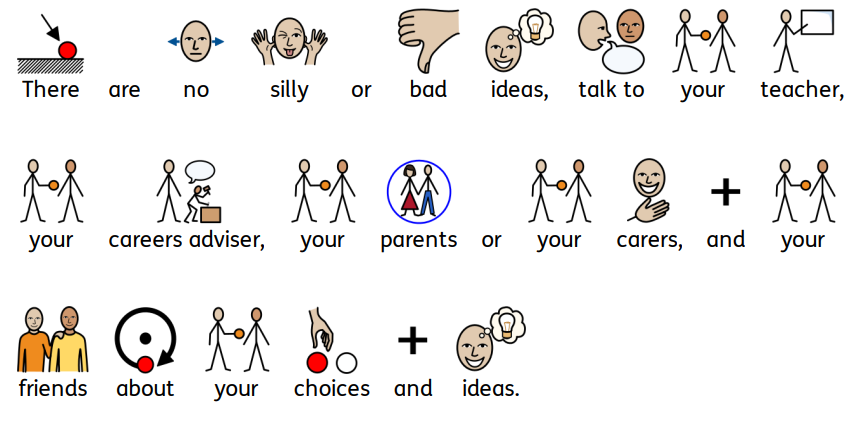 There are no silly or bad ideas, talk to your teacher,
your careers adviser, your parents or your carers, and your
friends about your choices and ideas.